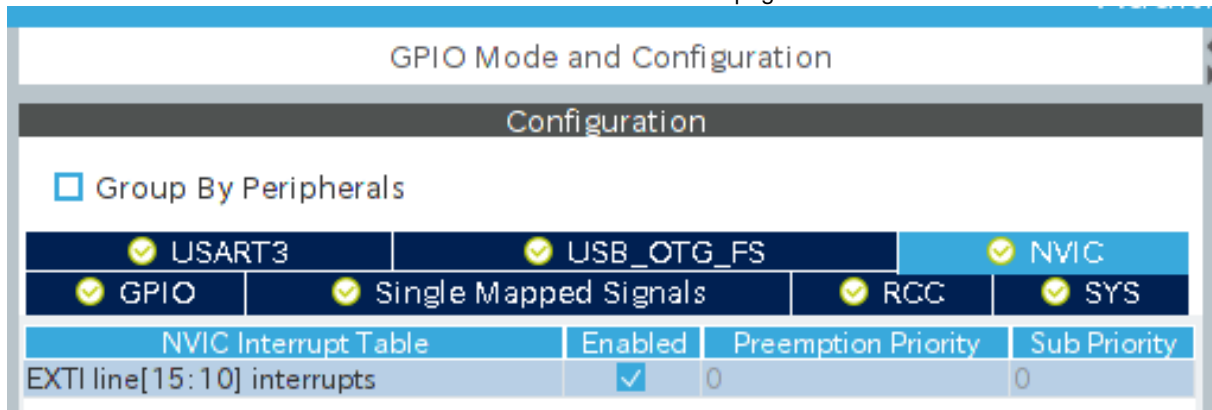 GPIO Mode and Configuration
Configuration
Group By Peripherals
USART3 USB_OTG_FS NVIC
GPIO Single Mapped Signals RCC SYS
NVIC Interrupt Table Enabled Preemption Priority Sub Priority
EXTI line[15:10] interrupts 0 0